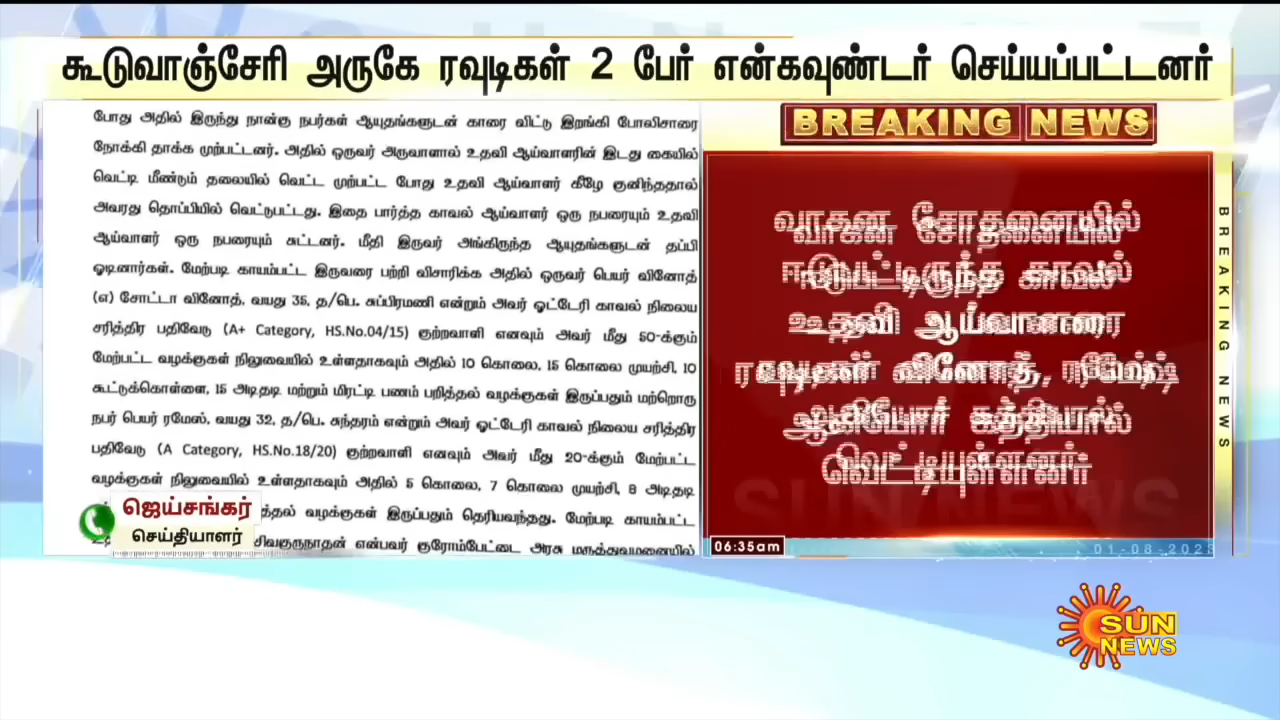 கூடுவாஞ்சேரி அருகே ரவுடிகள் 2 பேர் என்கவுண்டர் செய்யப்பட்டனர்
போது அதில் இருந்து நான்கு நபர்கள் ஆயுதங்களுடன் காரை விட்டு இறங்கி போலிசாரை
நோக்கி தாக்க முற்பட்டனர். அதில் ஒருவர் அருவாளால் உதவி ஆய்வாளரின் இடது கையில்
வெட்டி மீண்டும் தலையில் வெட்ட முற்பட்ட போது உதவி ஆய்வாளர் கீழே குனிந்ததால்
அவரது தொப்பியில் வெட்டுபட்டது. இதை பார்த்த காவல் ஆய்வாளர் ஒரு நபரையும் உதவி
ஆய்வாளர் ஒரு நபரையும் சுட்டனர். மீதி இருவர் அங்கிருந்த ஆயுதங்களுடன் தப்பி
ஓடினார்கள். மேற்படி காயம்பட்ட இருவரை பற்றி விசாரிக்க அதில் ஒருவர் பெயர் வினோத்
(எ) சோட்டா வினோத், வயது 35, த/பெ. சுப்பிரமணி என்றும் அவர் ஓட்டேரி காவல் நிலைய
சரித்திர பதிவேடு (A+ Category, HS.No.04/15) குற்றவாளி எனவும் அவர் மீது 50-க்கும்
மேற்பட்ட வழக்குகள் நிலுவையில் உள்ளதாகவும் அதில் 10 கொலை, 15 கொலை முயற்சி, 10
கூட்டுக்கொள்ளை, 15 அடிதடி மற்றும் மிரட்டி பணம் பறித்தல் வழக்குகள் இருப்பதும் மற்றொரு
நபர் பெயர் ரமேஸ், வயது 32, த/பெ. சுந்தரம் என்றும் அவர் ஓட்டேரி காவல் நிலைய சரித்திர
பதிவேடு (A Category, HS.No.18/20) குற்றவாளி எனவும் அவர் மீது 20-க்கும் மேற்பட்ட
வழக்குகள் நிலுவையில் உள்ளதாகவும் அதில் 5 கொலை, 7 கொலை முயற்சி, 8 அடிதடி
வழக்குகள் இருப்பதும் தெரியவந்தது. மேற்படி காயம்பட்ட
சிவகுருநாதன் என்பவர் குரோம்பேட்டை அரசு மருத்துவமனையில்
ஜெய்சங்கர்
செய்தியாளர்
BREAKING NEWS
வாகன சோதனையில்
ஈடுபட்டிருந்த காவல்
உதவி ஆய்வாளரை
ரவுடிகள் வினோத், ரமேஷ்
ஆகியோர் கத்தியால்
வெட்டியுள்ளனர்
SUN NEWS
06:35am
01-08-2023
BREAKING NEWS
SUN
NEWS